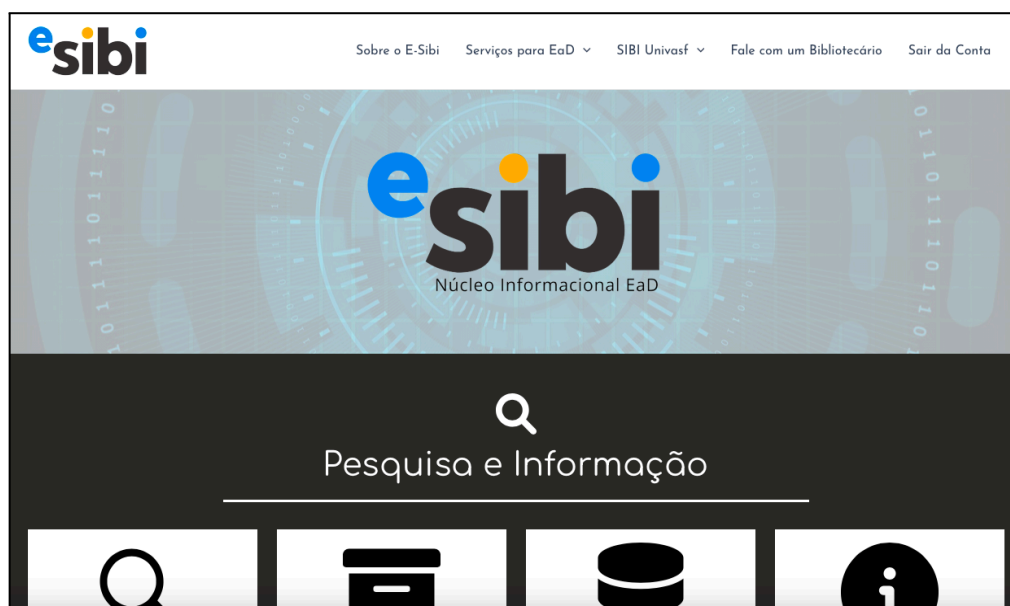 esibi
Sobre o E-Sibi Serviços para EaD SIBI Univasf Fale com um Bibliotecário Sair da Conta
esibi
Núcleo Informacional EaD
Pesquisa e Informação